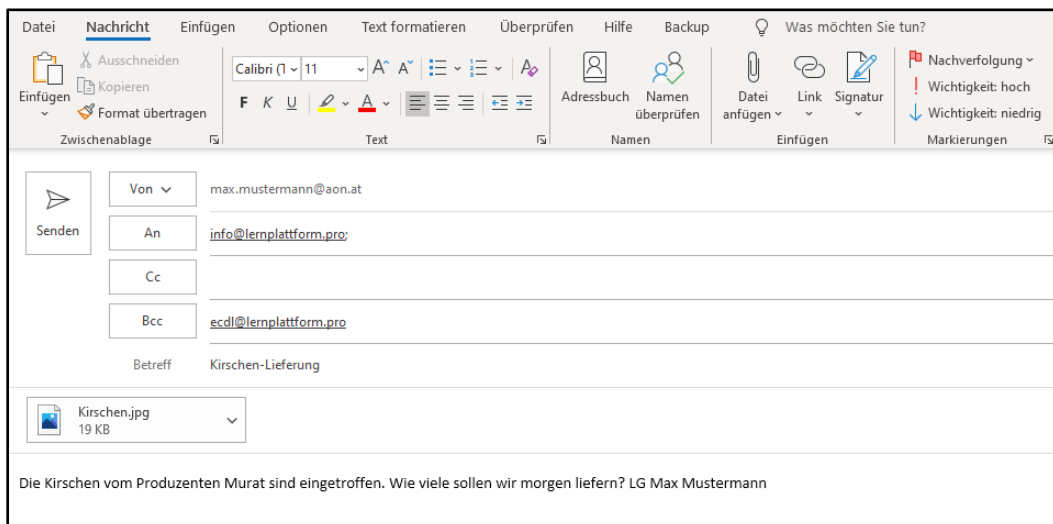 Datei Nachricht Einfügen Optionen Text formatieren Überprüfen Hilfe Backup Was möchten Sie tun?
Einfügen
Ausschneiden
Kopieren
Format übertragen
Zwischenablage
Calibri (T 11
F K U
Text
Adressbuch
Namen überprüfen
Namen
Datei anfügen
Link
Signatur
Einfügen
Nachverfolgung
Wichtigkeit: hoch
Wichtigkeit: niedrig
Markierungen
Senden
Von max.mustermann@aon.at
An info@lernplattform.pro;
Cc
Bcc ecdl@lernplattform.pro
Betreff Kirschen-Lieferung
Kirschen.jpg
19 KB
Die Kirschen vom Produzenten Murat sind eingetroffen. Wie viele sollen wir morgen liefern? LG Max Mustermann